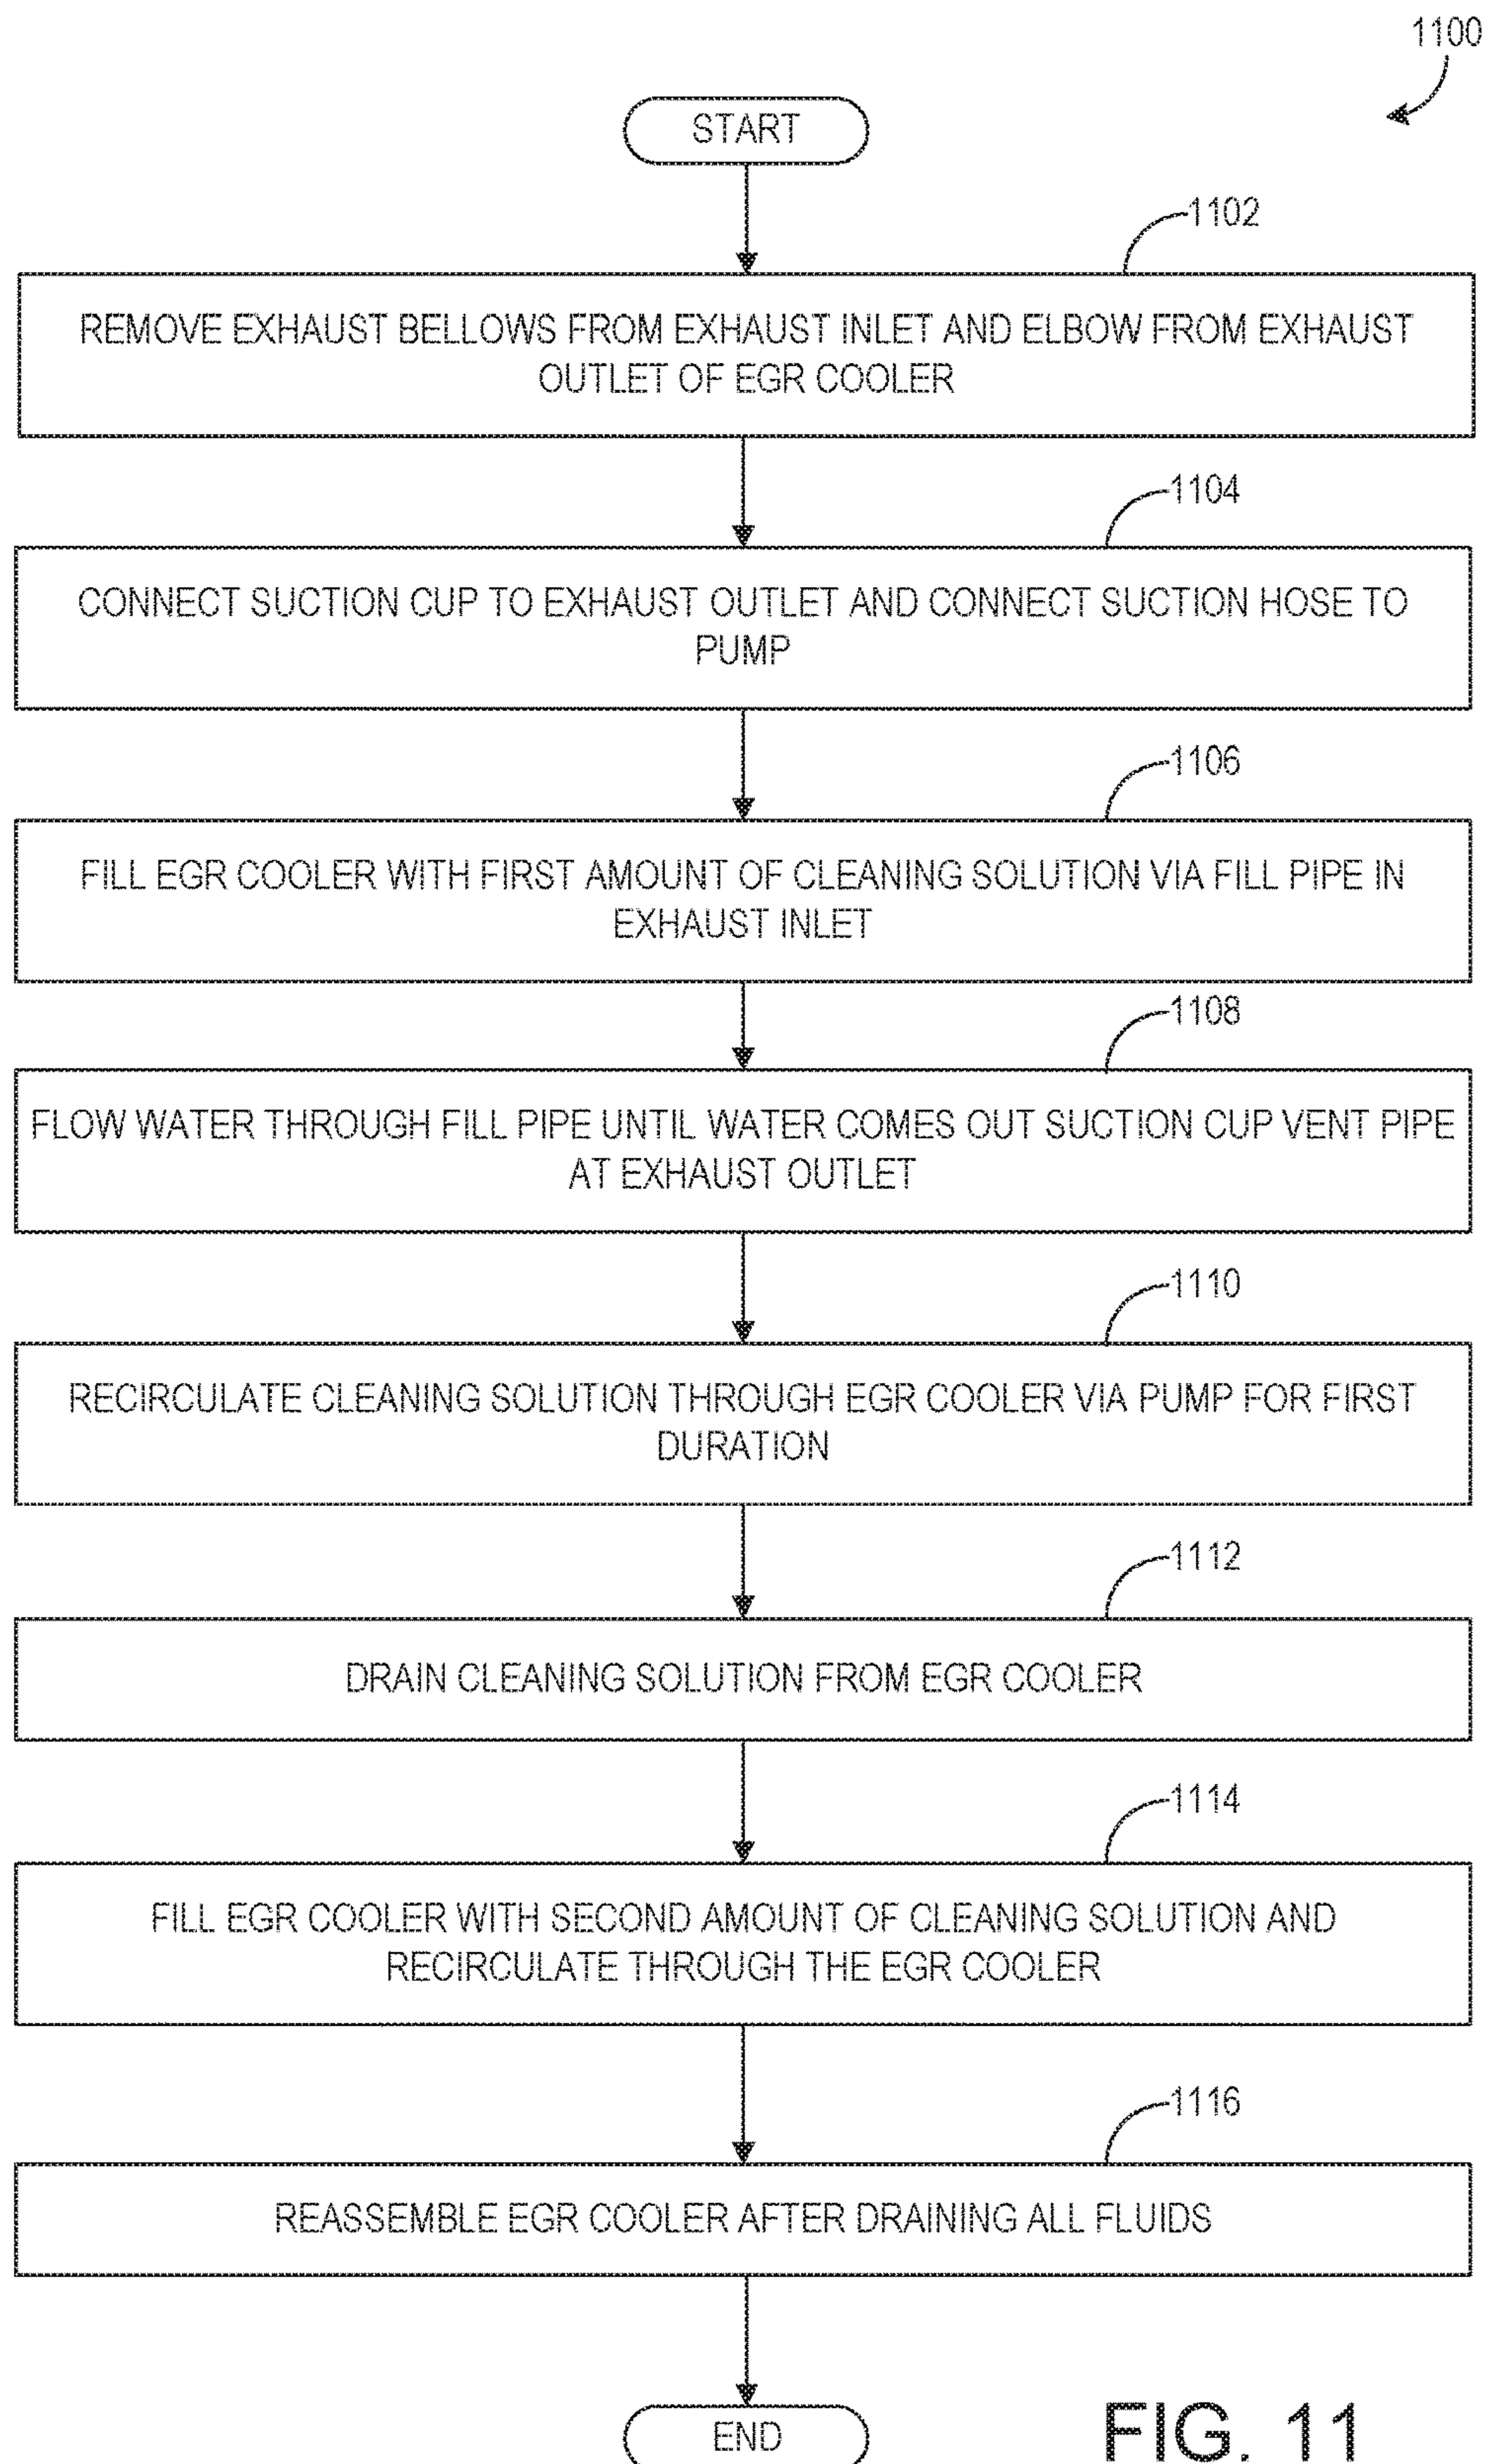 1100
START
1102
REMOVE EXHAUST BELLOWS FROM EXHAUST INLET AND ELBOW FROM EXHAUST
OUTLET OF EGR COOLER
1104
CONNECT SUCTION CUP TO EXHAUST OUTLET AND CONNECT SUCTION HOSE TO
PUMP
1106
FILL EGR COOLER WITH FIRST AMOUNT OF CLEANING SOLUTION VIA FILL PIPE IN
EXHAUST INLET
1108
FLOW WATER THROUGH FILL PIPE UNTIL WATER COMES OUT SUCTION CUP VENT PIPE
AT EXHAUST OUTLET
1110
RECIRCULATE CLEANING SOLUTION THROUGH EGR COOLER VIA PUMP FOR FIRST
DURATION
1112
DRAIN CLEANING SOLUTION FROM EGR COOLER
1114
FILL EGR COOLER WITH SECOND AMOUNT OF CLEANING SOLUTION AND
RECIRCULATE THROUGH THE EGR COOLER
1116
REASSEMBLE EGR COOLER AFTER DRAINING ALL FLUIDS
END
FIG. 11